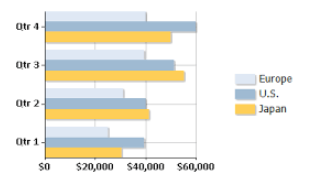 Qtr 4
Qtr 3
Qtr 2
Qtr 1
$0 $20,000 $40,000 $60,000
Europe
U.S.
Japan